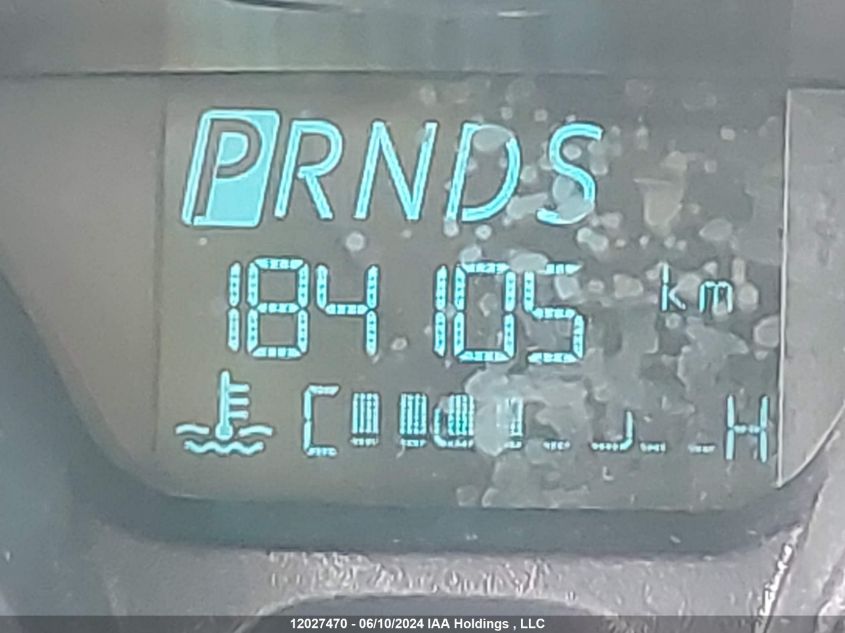 PRNDS
184105 km
C H
12027470 - 06/10/2024 IAA Holdings , LLC